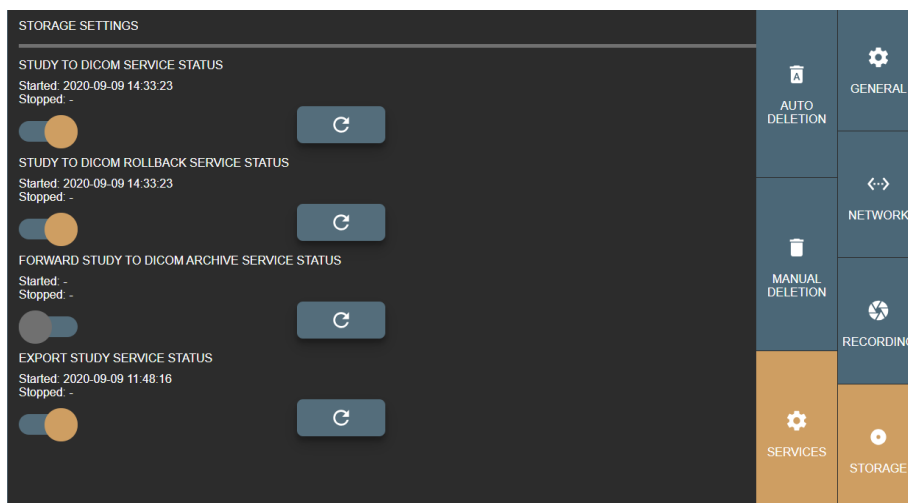 STORAGE SETTINGS
STUDY TO DICOM SERVICE STATUS
Started: 2020-09-09 14:33:23
Stopped: -
STUDY TO DICOM ROLLBACK SERVICE STATUS
Started: 2020-09-09 14:33:23
Stopped: -
FORWARD STUDY TO DICOM ARCHIVE SERVICE STATUS
Started: -
Stopped: -
EXPORT STUDY SERVICE STATUS
Started: 2020-09-09 11:48:16
Stopped: -
A
AUTO
DELETION
MANUAL
DELETION
SERVICES
GENERAL
NETWORK
RECORDING
STORAGE